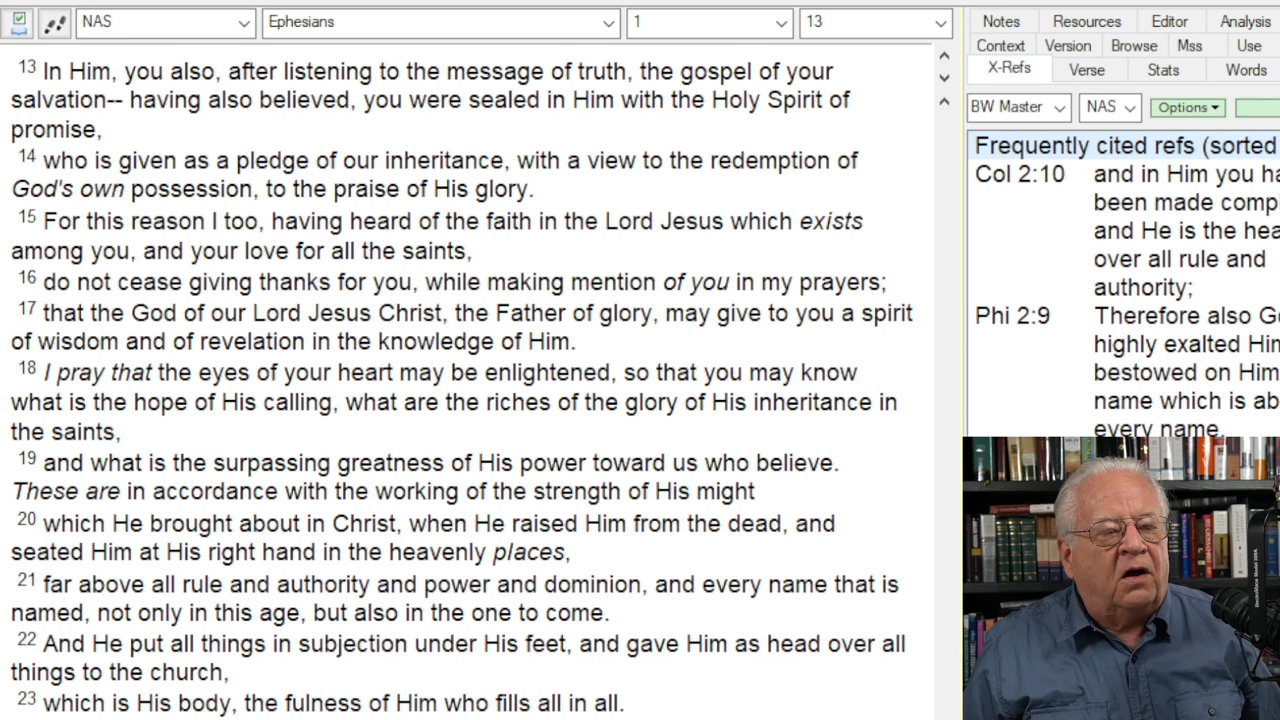 NAS
Ephesians
1
13
13 In Him, you also, after listening to the message of truth, the gospel of your
salvation-- having also believed, you were sealed in Him with the Holy Spirit of
promise,
14 who is given as a pledge of our inheritance, with a view to the redemption of
God's own possession, to the praise of His glory.
15 For this reason I too, having heard of the faith in the Lord Jesus which exists
among you, and your love for all the saints,
16 do not cease giving thanks for you, while making mention of you in my prayers;
17 that the God of our Lord Jesus Christ, the Father of glory, may give to you a spirit
of wisdom and of revelation in the knowledge of Him.
18 I pray that the eyes of your heart may be enlightened, so that you may know
what is the hope of His calling, what are the riches of the glory of His inheritance in
the saints,
19 and what is the surpassing greatness of His power toward us who believe.
These are in accordance with the working of the strength of His might
20 which He brought about in Christ, when He raised Him from the dead, and
seated Him at His right hand in the heavenly places,
21 far above all rule and authority and power and dominion, and every name that is
named, not only in this age, but also in the one to come.
22 And He put all things in subjection under His feet, and gave Him as head over all
things to the church,
23 which is His body, the fulness of Him who fills all in all.
Notes Resources Editor Analysis
Context Version Browse Mss Use
X-Refs Verse Stats Words
BW Master NAS Options
Frequently cited refs (sorted
Col 2:10 and in Him you ha
been made compl
and He is the hea
over all rule and
authority;
Phi 2:9 Therefore also Go
highly exalted Him
bestowed on Him
name which is ab
every name.